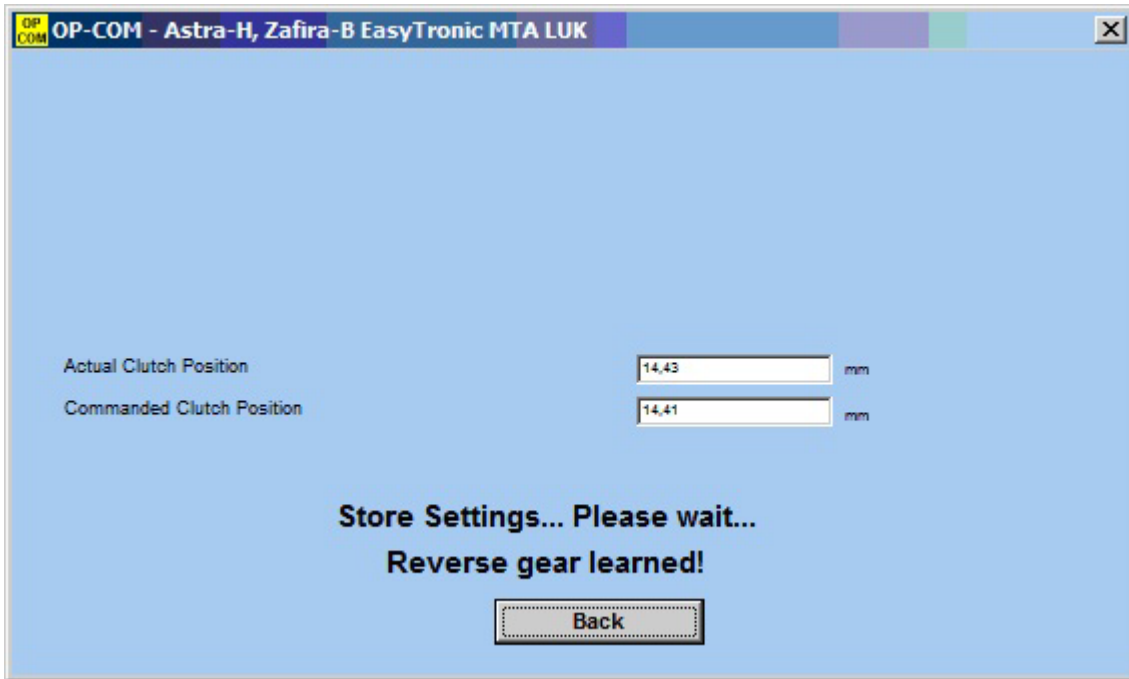 OP COM OP-COM - Astra-H, Zafira-B EasyTronic MTA LUK
Actual Clutch Position 14,43 mm
Commanded Clutch Position 14,41 mm
Store Settings... Please wait...
Reverse gear learned!
Back